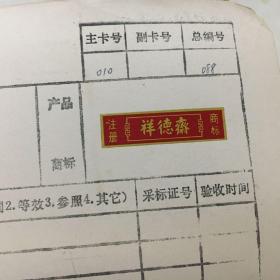 主卡号 副卡号 总编号
010 088
产品
商标
注册 祥德齋 商标
同2.等效3.参照4.其它) 采标证号 验收时间